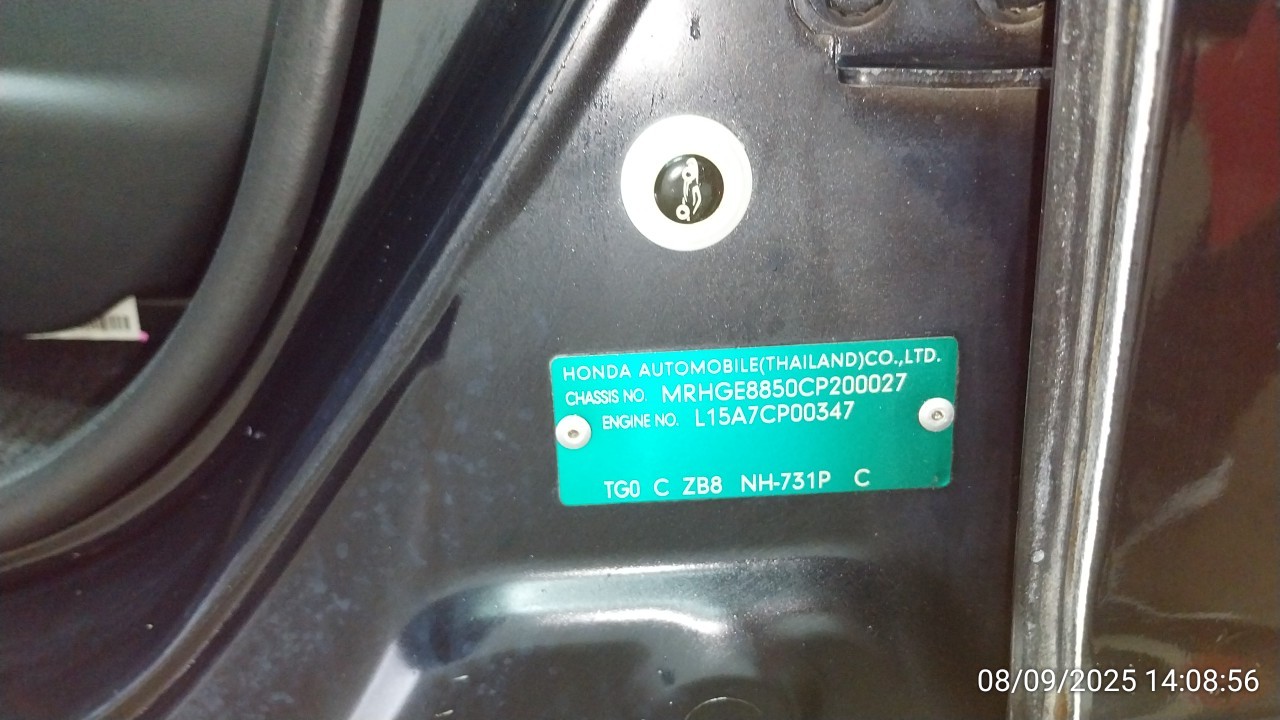 HONDA AUTOMOBILE(THAILAND)CO.,LTD.
CHASSIS NO. MRHGE8850CP200027
ENGINE NO. L15A7CP00347
TG0 C ZB8 NH-731P C
08/09/2025 14:08:56